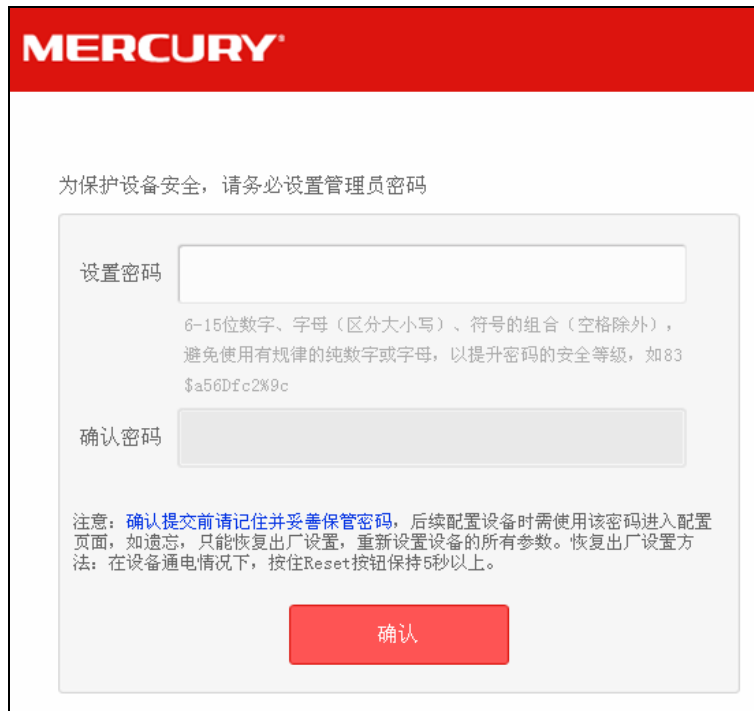 MERCURY®
为保护设备安全，请务必设置管理员密码
设置密码
6-15位数字、字母（区分大小写）、符号的组合（空格除外），
避免使用有规律的纯数字或字母，以提升密码的安全等级，如83
$a56Dfc2%9c
确认密码
注意：确认提交前请记住并妥善保管密码，后续配置设备时需使用该密码进入配置
页面，如遗忘，只能恢复出厂设置，重新设置设备的所有参数。恢复出厂设置方
法：在设备通电情况下，按住Reset按钮保持5秒以上。
确认